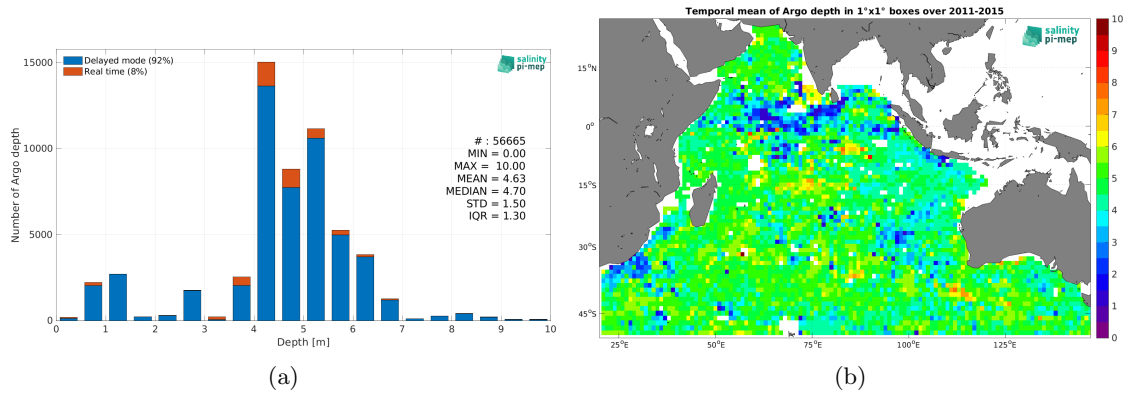 Delayed mode (92%)
Real time (8%)
salinity
pi-mep
# : 56665
MIN = 0.00
MAX = 10.00
MEAN = 4.63
MEDIAN = 4.70
STD = 1.50
IQR = 1.30
Number of Argo depth
15000
10000
5000
0
0 1 2 3 4 5 6 7 8 9 10
Depth [m]
(a)
Temporal mean of Argo depth in 1°x1° boxes over 2011-2015
salinity
pi-mep
15°N
0°
15°S
30°S
45°S
25°E 50°E 75°E 100°E 125°E
10
9
8
7
6
5
4
3
2
1
0
(b)